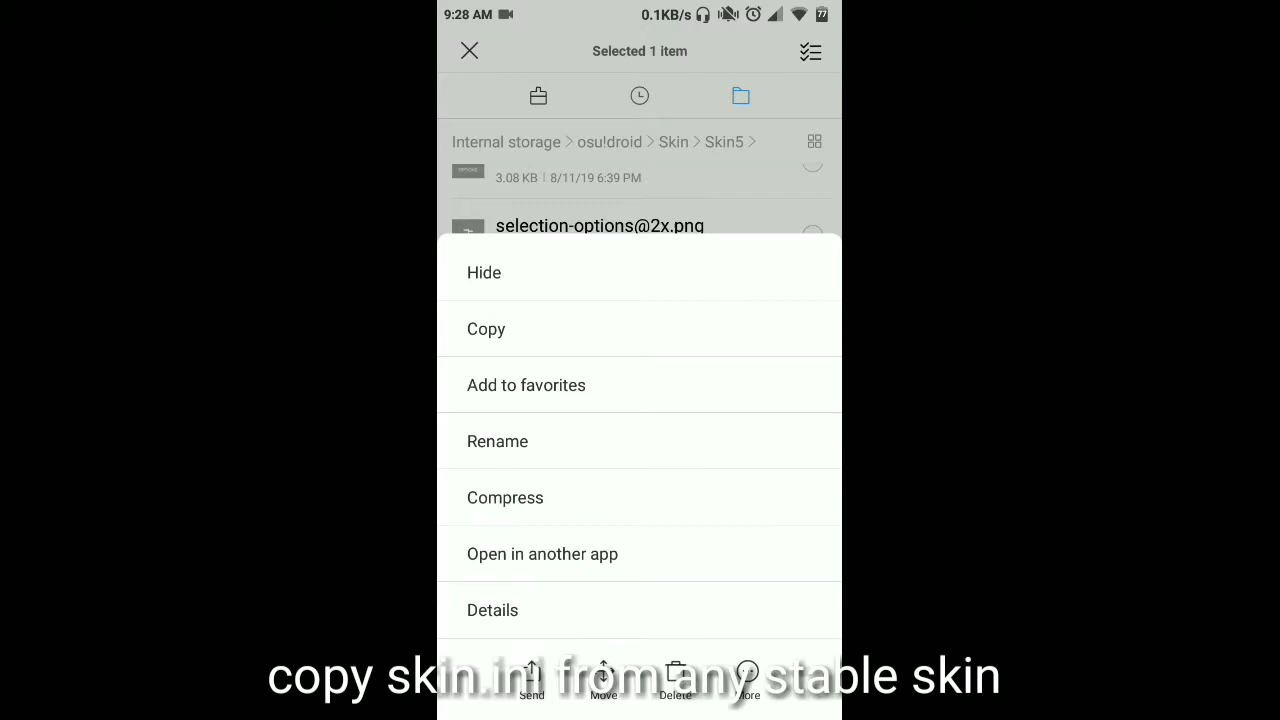 9:28 AM 0.1KB/s 77
Selected 1 item
Internal storage > osu!droid > Skin > Skin5 >
OPTIONS
3.08 KB | 8/11/19 6:39 PM
selection-options@2x.png
Hide
Copy
Add to favorites
Rename
Compress
Open in another app
Details
Send Move Delete More
copy skin.ini from any stable skin